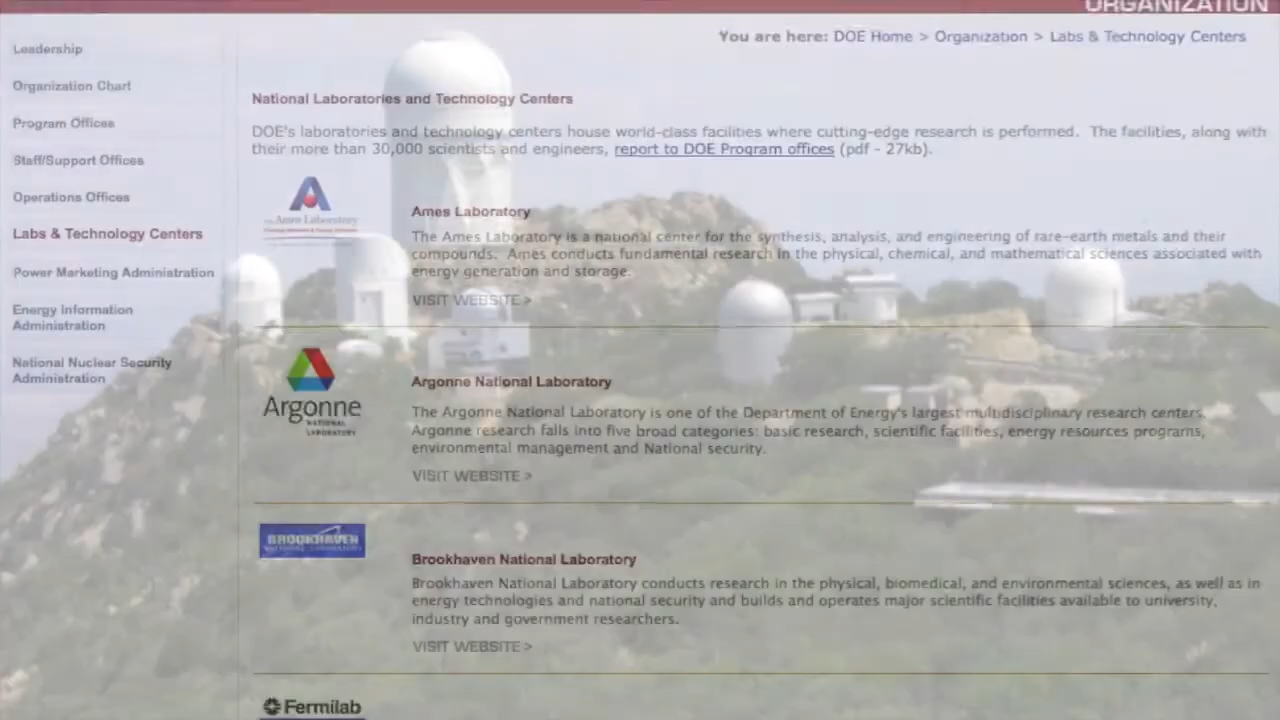 ORGANIZATION
You are here: DOE Home > Organization > Labs & Technology Centers
Leadership
Organization Chart
Program Offices
Staff/Support Offices
Operations Offices
Labs & Technology Centers
Power Marketing Administration
Energy Information
Administration
National Nuclear Security
Administration
National Laboratories and Technology Centers
DOE's laboratories and technology centers house world-class facilities where cutting-edge research is performed. The facilities, along with
their more than 30,000 scientists and engineers, report to DOE Program offices (pdf - 27kb).
Ames Laboratory
Ames Laboratory
The Ames Laboratory is a national center for the synthesis, analysis, and engineering of rare-earth metals and their
compounds. Ames conducts fundamental research in the physical, chemical, and mathematical sciences associated with
energy generation and storage.
VISIT WEBSITE >
Argonne
NATIONAL
LABORATORY
Argonne National Laboratory
The Argonne National Laboratory is one of the Department of Energy's largest multidisciplinary research centers.
Argonne research falls into five broad categories: basic research, scientific facilities, energy resources programs,
environmental management and National security.
VISIT WEBSITE >
BROOKHAVEN
NATIONAL LABORATORY
Brookhaven National Laboratory
Brookhaven National Laboratory conducts research in the physical, biomedical, and environmental sciences, as well as in
energy technologies and national security and builds and operates major scientific facilities available to university,
industry and government researchers.
VISIT WEBSITE >
Fermilab